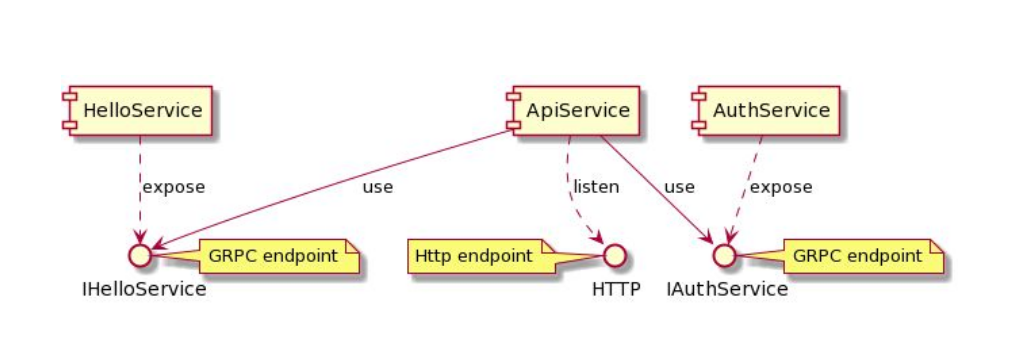 HelloService
ApiService
AuthService
expose
use
listen
use
expose
GRPC endpoint
Http endpoint
GRPC endpoint
IHelloService
HTTP
IAuthService